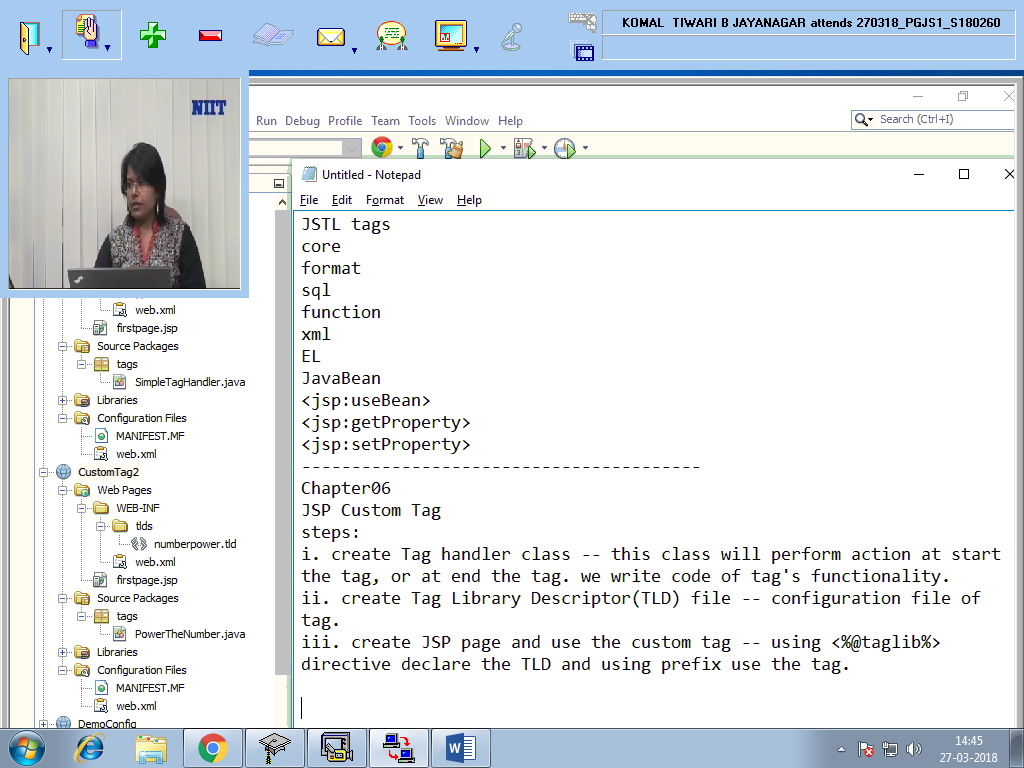 KOMAL TIWARI B JAYANAGAR attends 270318_PGJS1_S180260
NIIT
Run Debug Profile Team Tools Window Help
Search (Ctrl+I)
Untitled - Notepad
File Edit Format View Help
JSTL tags
core
format
sql
function
xml
EL
JavaBean
<jsp:useBean>
<jsp:getProperty>
<jsp:setProperty>
----------------------------------------
Chapter06
JSP Custom Tag
steps:
i. create Tag handler class -- this class will perform action at start
the tag, or at end the tag. we write code of tag's functionality.
ii. create Tag Library Descriptor(TLD) file -- configuration file of
tag.
iii. create JSP page and use the custom tag -- using <%@taglib%>
directive declare the TLD and using prefix use the tag.
web.xml
firstpage.jsp
Source Packages
tags
SimpleTagHandler.java
Libraries
Configuration Files
MANIFEST.MF
web.xml
CustomTag2
Web Pages
WEB-INF
tlds
numberpower.tld
web.xml
firstpage.jsp
Source Packages
tags
PowerTheNumber.java
Libraries
Configuration Files
MANIFEST.MF
web.xml
DemoConfig
14:45
27-03-2018